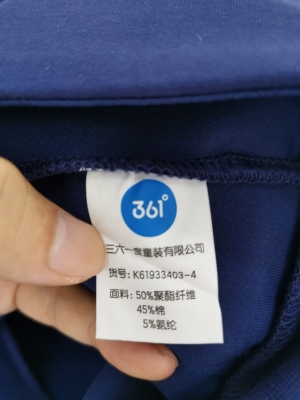 361°
三六一度童装有限公司
货号: K61933403-4
面料: 50%聚酯纤维
45%棉
5%氨纶